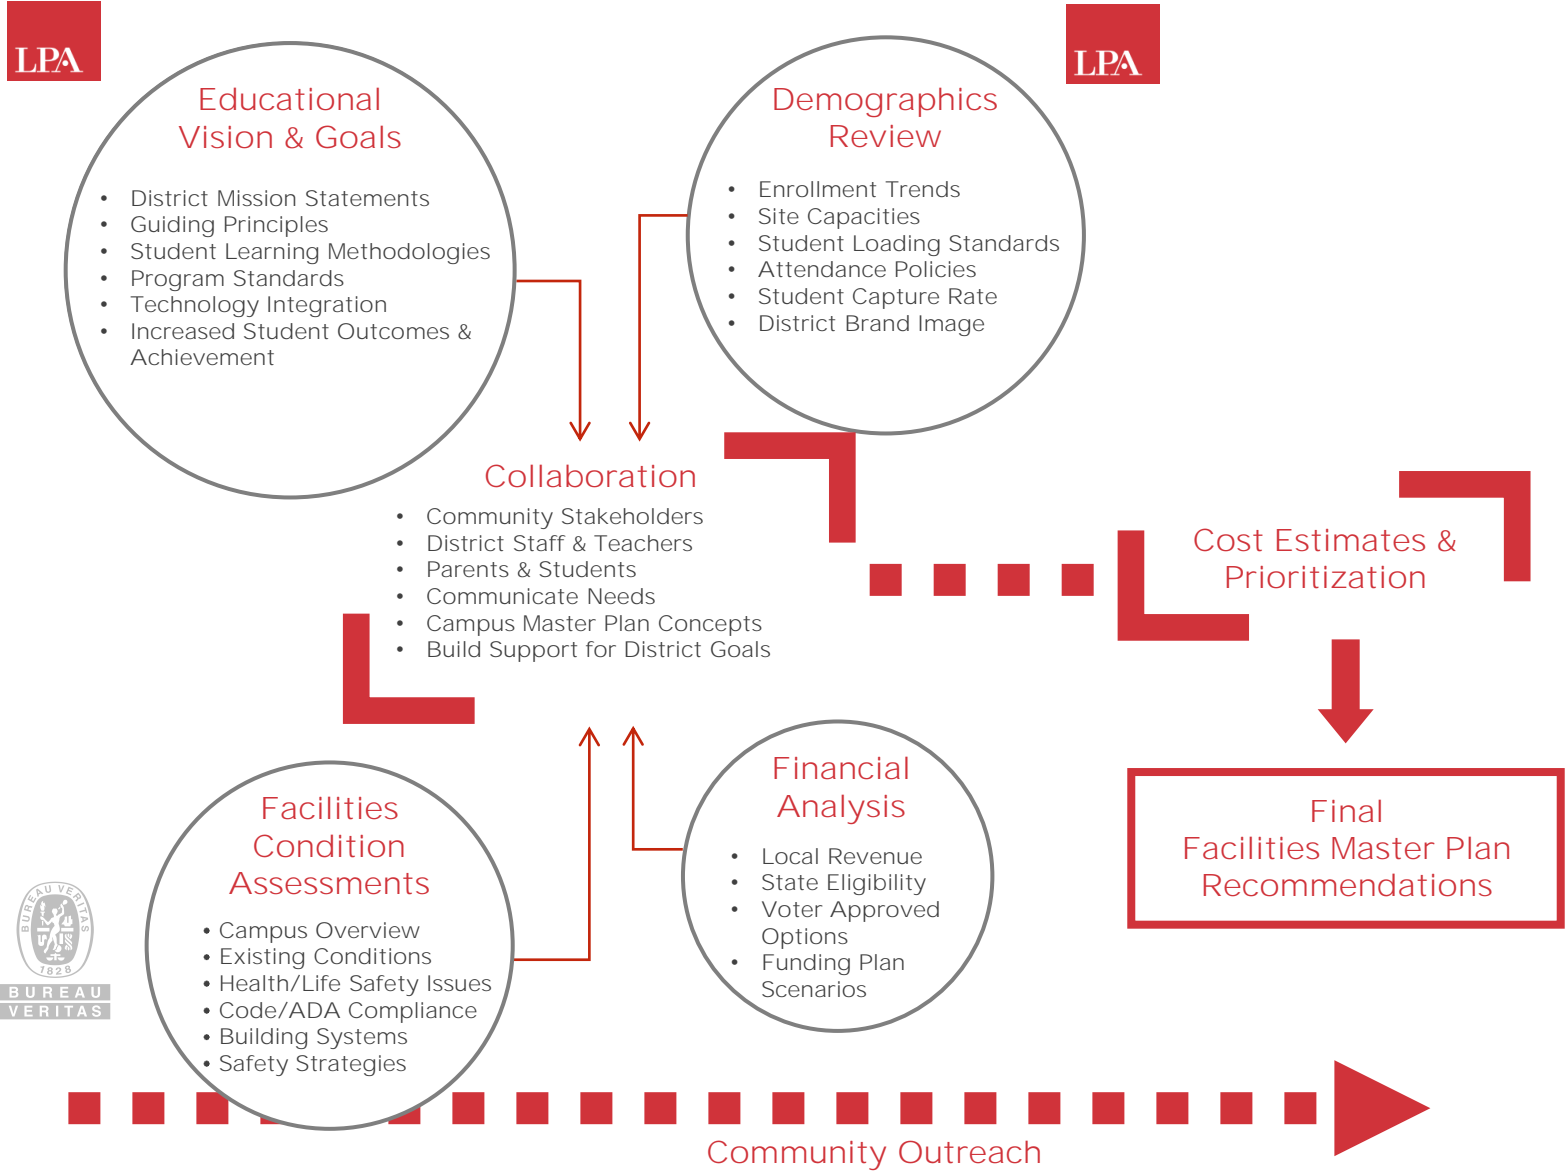 LPA
Educational
Vision & Goals
• District Mission Statements
• Guiding Principles
• Student Learning Methodologies
• Program Standards
• Technology Integration
• Increased Student Outcomes &
Achievement
LPA
Demographics
Review
• Enrollment Trends
• Site Capacities
• Student Loading Standards
• Attendance Policies
• Student Capture Rate
• District Brand Image
Collaboration
• Community Stakeholders
• District Staff & Teachers
• Parents & Students
• Communicate Needs
• Campus Master Plan Concepts
• Build Support for District Goals
Cost Estimates &
Prioritization
Final
Facilities Master Plan
Recommendations
Facilities
Condition
Assessments
• Campus Overview
• Existing Conditions
• Health/Life Safety Issues
• Code/ADA Compliance
• Building Systems
• Safety Strategies
Financial
Analysis
• Local Revenue
• State Eligibility
• Voter Approved
Options
• Funding Plan
Scenarios
BUREAU VERITAS
1828
BUREAU
VERITAS
Community Outreach